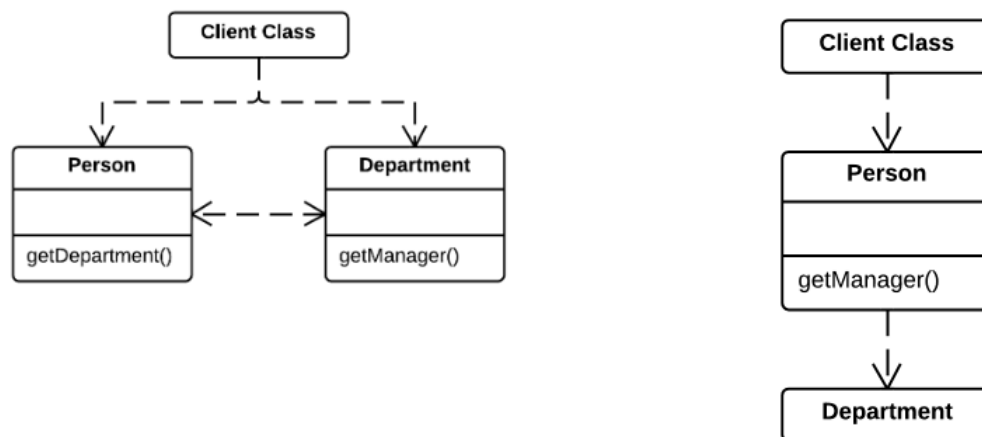 Client Class
Person
Department
getDepartment()
getManager()
Client Class
Person
getManager()
Department